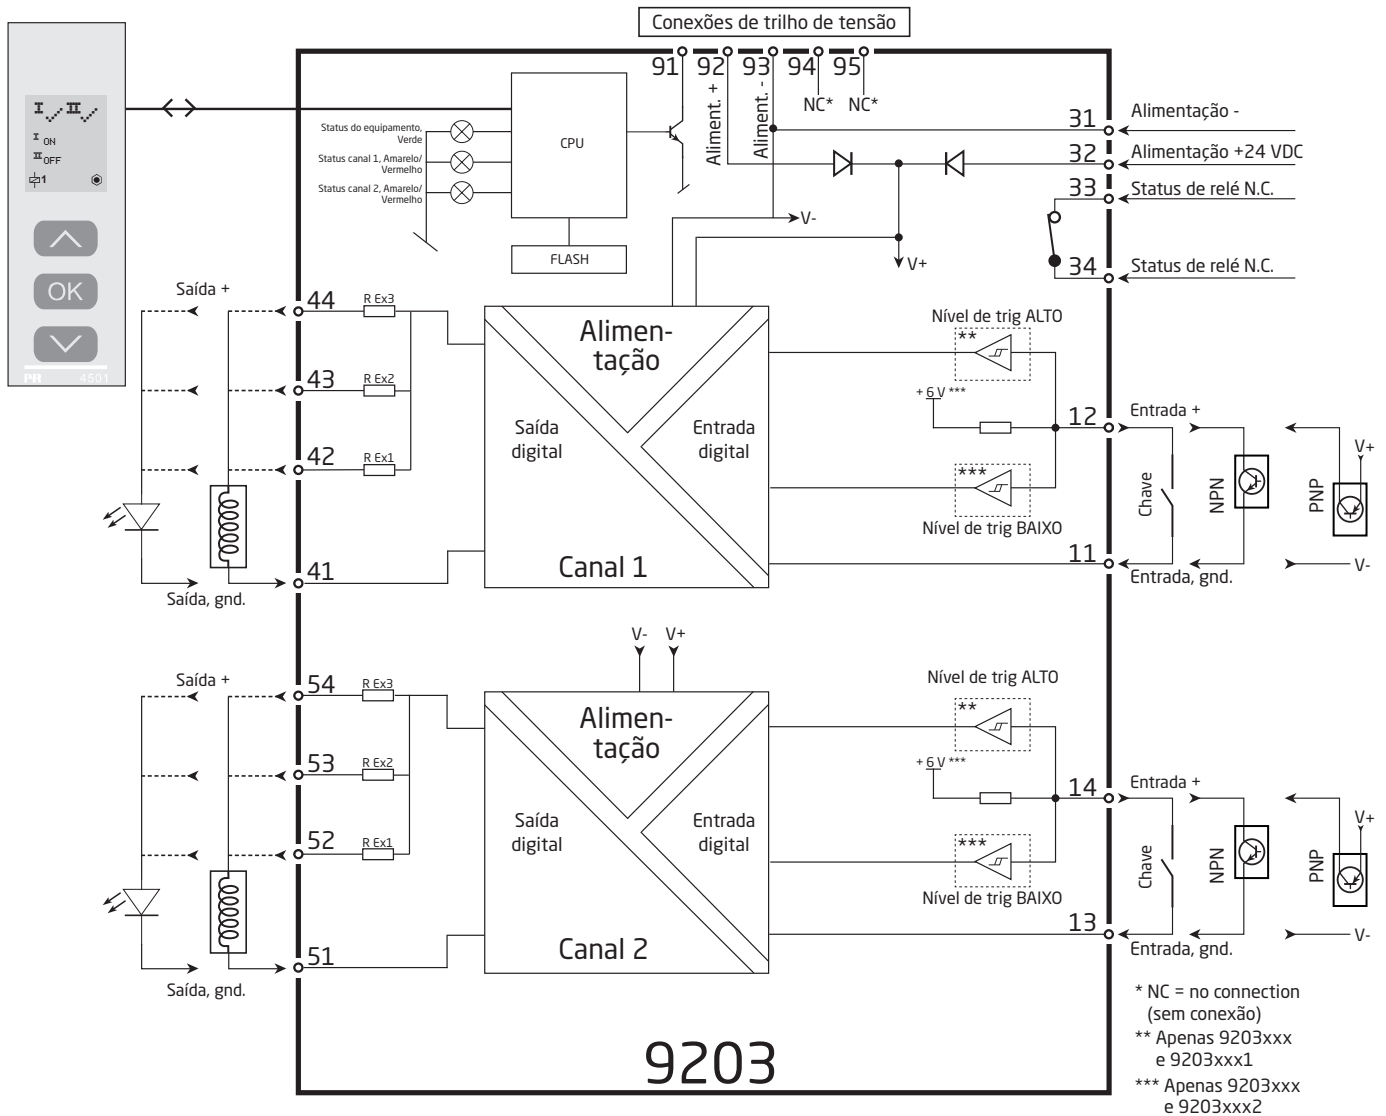 Conexões de trilho de tensão
91 92 93 94 95
Aliment. +
Aliment. -
NC* NC*
I II
I ON
II OFF
1
OK
PR 4501
Status do equipamento,
Verde
Status canal 1, Amarelo/
Vermelho
Status canal 2, Amarelo/
Vermelho
CPU
FLASH
31 Alimentação -
32 Alimentação +24 VDC
33 Status de relé N.C.
34 Status de relé N.C.
V-
V+
Saída +
44 R Ex3
43 R Ex2
42 R Ex1
41
Saída, gnd.
Alimen-
tação
Saída
digital
Entrada
digital
Canal 1
Nível de trig ALTO
**
+ 6 V ***
***
Nível de trig BAIXO
12 Entrada +
11
Entrada, gnd.
Chave
NPN
PNP
V+
V-
V- V+
Saída +
54 R Ex3
53 R Ex2
52 R Ex1
51
Saída, gnd.
Alimen-
tação
Saída
digital
Entrada
digital
Canal 2
Nível de trig ALTO
**
+ 6 V ***
***
Nível de trig BAIXO
14 Entrada +
13
Entrada, gnd.
Chave
NPN
PNP
V+
V-
9203
* NC = no connection
(sem conexão)
** Apenas 9203xxx
e 9203xxx1
*** Apenas 9203xxx
e 9203xxx2